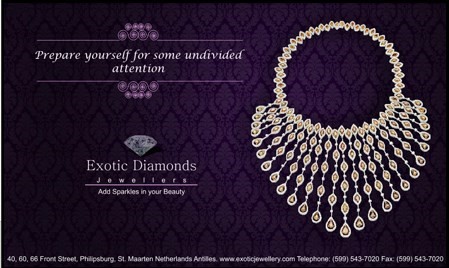 Prepare yourself for some undivided
attention
Exotic Diamonds
Jewellers
Add Sparkles in your Beauty
40, 60, 66 Front Street, Philipsburg, St. Maarten Netherlands Antilles. www.exoticjewellery.com Telephone: (599) 543-7020 Fax: (599) 543-7020